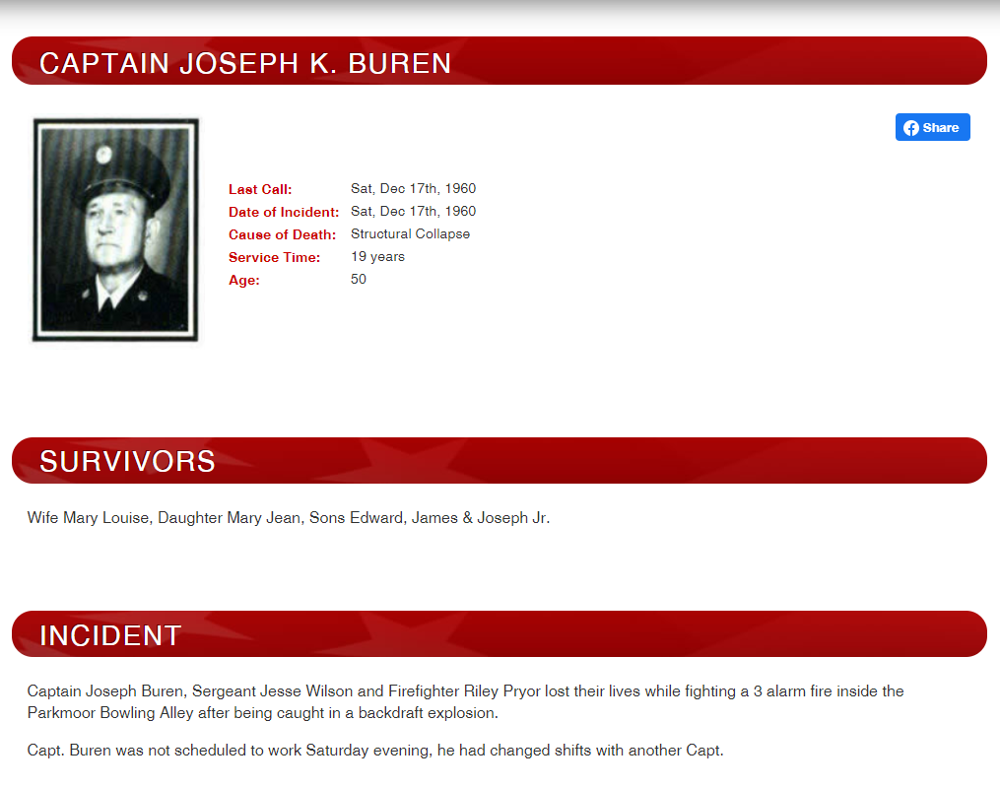 CAPTAIN JOSEPH K. BUREN
Share
Last Call: Sat, Dec 17th, 1960
Date of Incident: Sat, Dec 17th, 1960
Cause of Death: Structural Collapse
Service Time: 19 years
Age: 50
SURVIVORS
Wife Mary Louise, Daughter Mary Jean, Sons Edward, James & Joseph Jr.
INCIDENT
Captain Joseph Buren, Sergeant Jesse Wilson and Firefighter Riley Pryor lost their lives while fighting a 3 alarm fire inside the
Parkmoor Bowling Alley after being caught in a backdraft explosion.
Capt. Buren was not scheduled to work Saturday evening, he had changed shifts with another Capt.